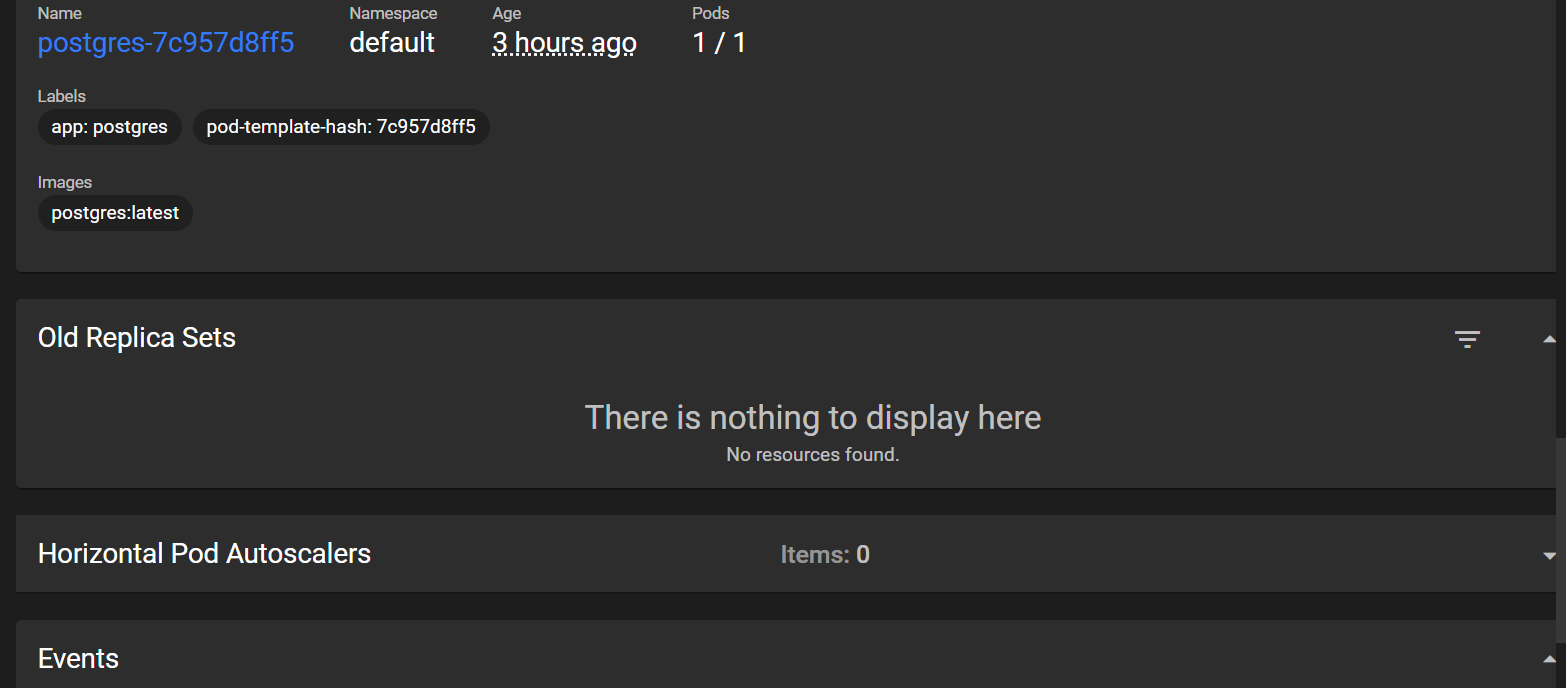 Name Namespace Age Pods
postgres-7c957d8ff5 default 3 hours ago 1 / 1
Labels
app: postgres pod-template-hash: 7c957d8ff5
Images
postgres:latest
Old Replica Sets
There is nothing to display here
No resources found.
Horizontal Pod Autoscalers Items: 0
Events